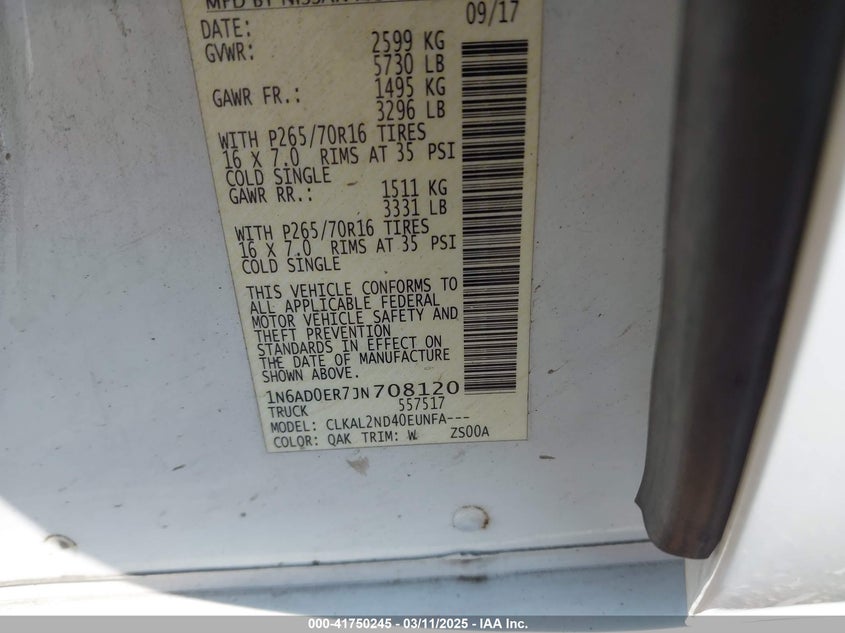 MFD BY NISSAN
DATE: 09/17
GVWR: 2599 KG
5730 LB
GAWR FR.: 1495 KG
3296 LB
WITH P265/70R16 TIRES
16 X 7.0 RIMS AT 35 PSI
COLD SINGLE
GAWR RR.: 1511 KG
3331 LB
WITH P265/70R16 TIRES
16 X 7.0 RIMS AT 35 PSI
COLD SINGLE
THIS VEHICLE CONFORMS TO
ALL APPLICABLE FEDERAL
MOTOR VEHICLE SAFETY AND
THEFT PREVENTION
STANDARDS IN EFFECT ON
THE DATE OF MANUFACTURE
SHOWN ABOVE.
1N6AD0ER7JN708120
TRUCK 557517
MODEL: CLKAL2ND40EUNFA---
COLOR: QAK TRIM: W ZS00A
000-41750245 - 03/11/2025 - IAA Inc.